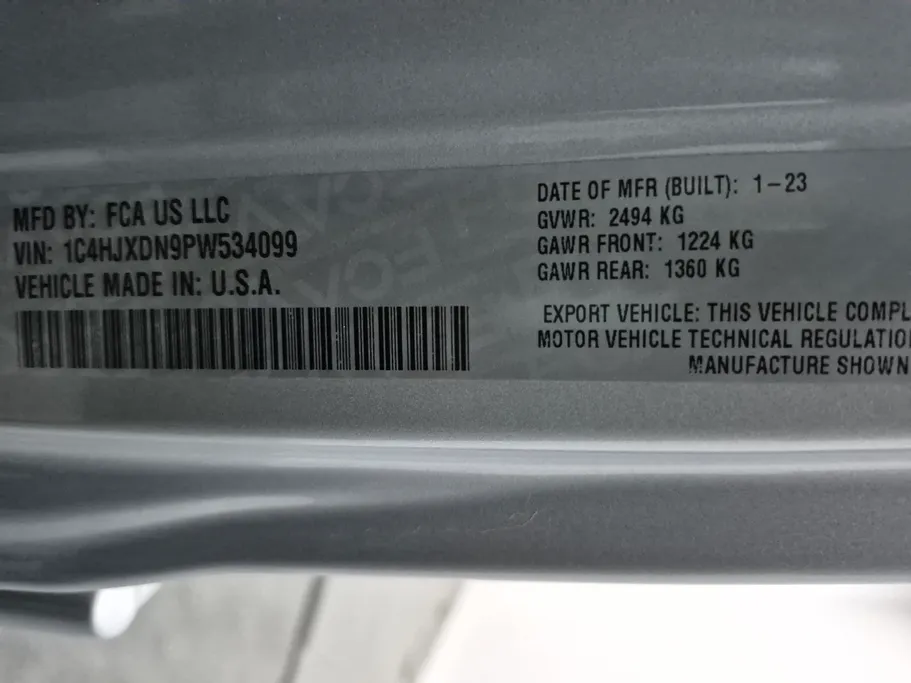 MFD BY: FCA US LLC
VIN: 1C4HJXDN9PW534099
VEHICLE MADE IN: U.S.A.
DATE OF MFR (BUILT): 1-23
GVWR: 2494 KG
GAWR FRONT: 1224 KG
GAWR REAR: 1360 KG
EXPORT VEHICLE: THIS VEHICLE COMPL
MOTOR VEHICLE TECHNICAL REGULATION
MANUFACTURE SHOWN